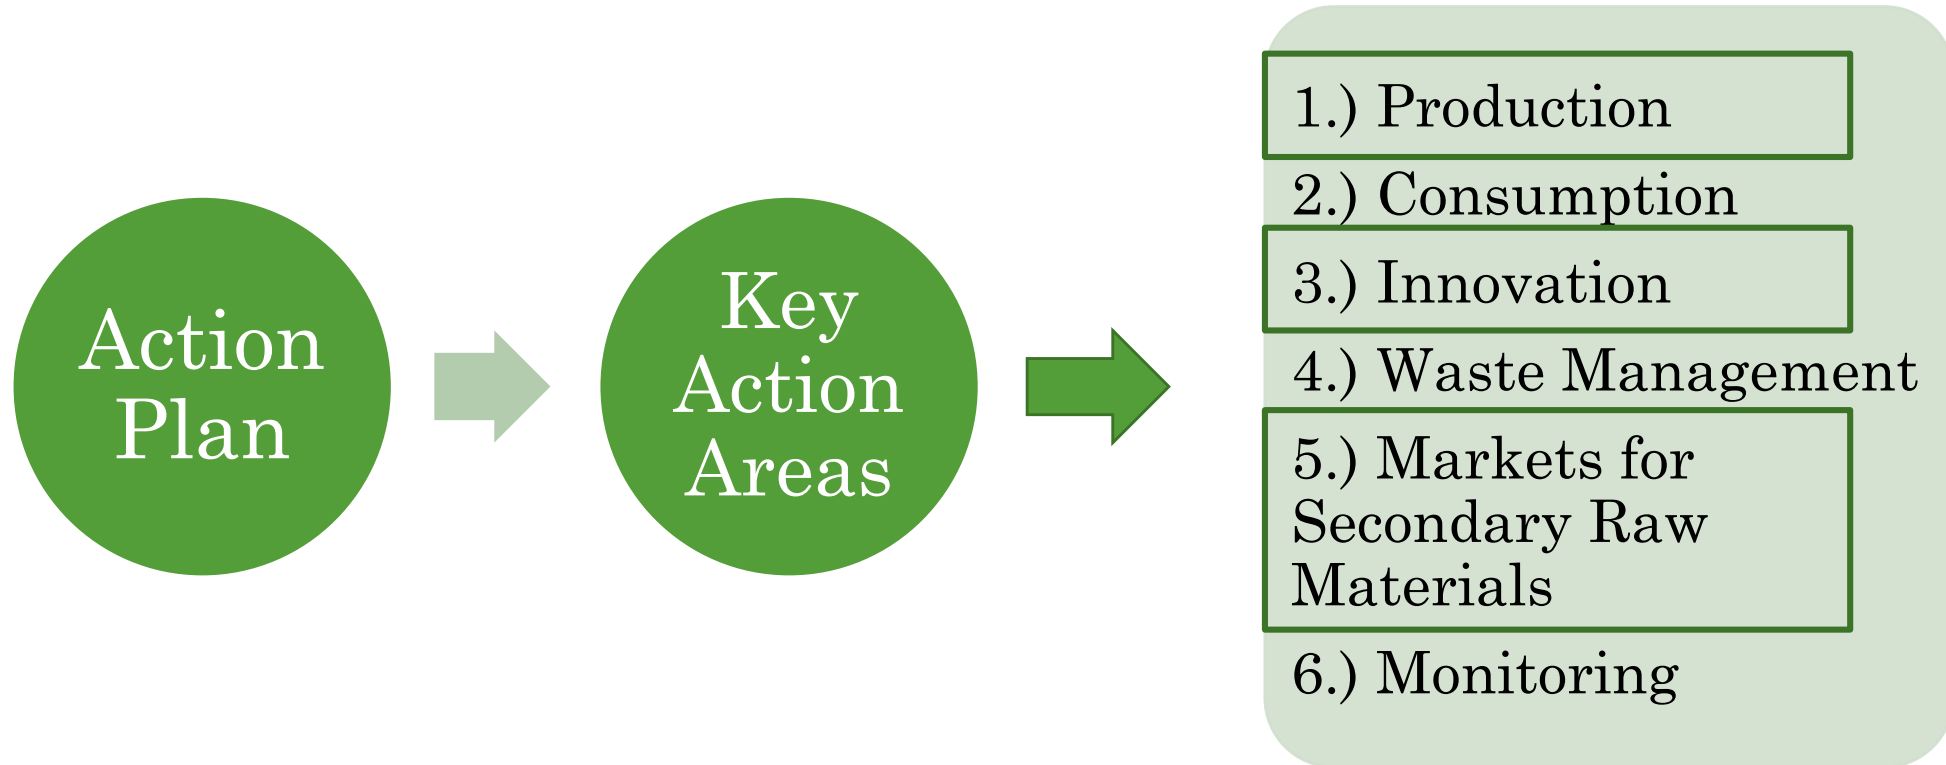 Action
Plan
Key
Action
Areas
1.) Production
2.) Consumption
3.) Innovation
4.) Waste Management
5.) Markets for
Secondary Raw
Materials
6.) Monitoring